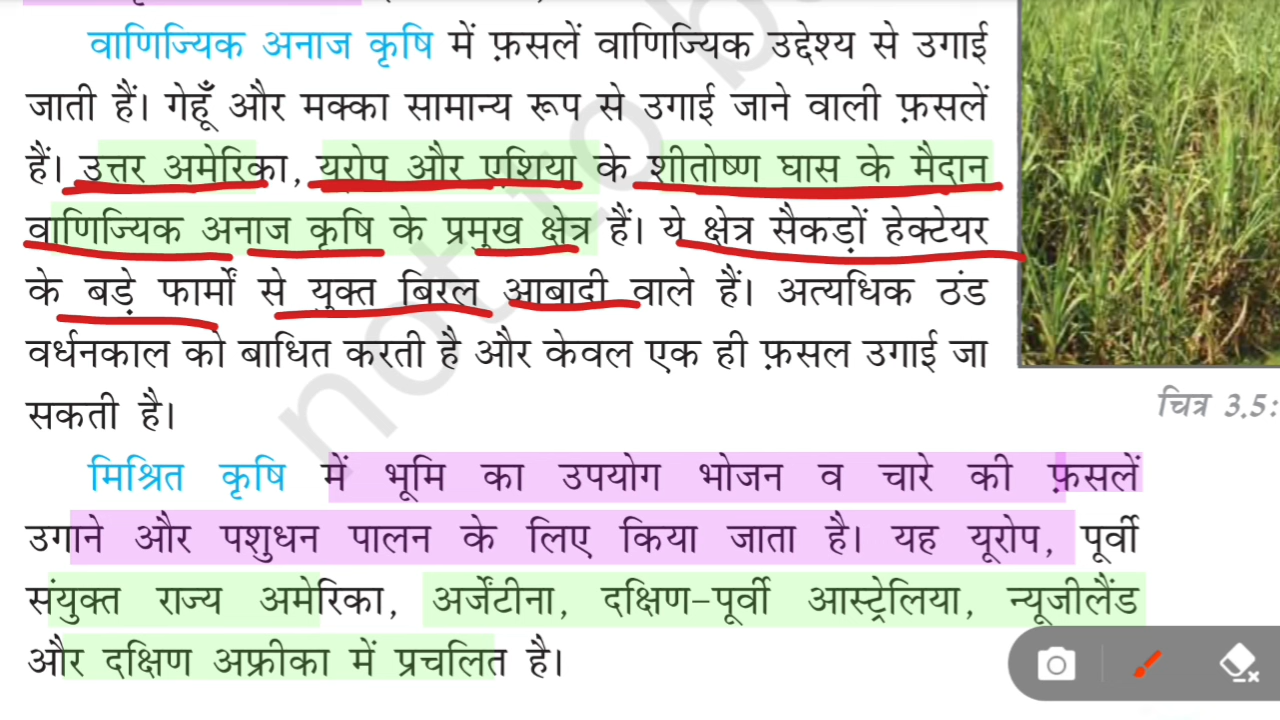 वाणिज्यिक अनाज कृषि में फ़सलें वाणिज्यिक उद्देश्य से उगाई
जाती हैं। गेहूँ और मक्का सामान्य रूप से उगाई जाने वाली फ़सलें
हैं। उत्तर अमेरिका, यूरोप और एशिया के शीतोष्ण घास के मैदान
वाणिज्यिक अनाज कृषि के प्रमुख क्षेत्र हैं। ये क्षेत्र सैकड़ों हेक्टेयर
के बड़े फार्मों से युक्त बिरल आबादी वाले हैं। अत्यधिक ठंड
वर्धनकाल को बाधित करती है और केवल एक ही फ़सल उगाई जा
सकती है।
चित्र 3.5:
मिश्रित कृषि में भूमि का उपयोग भोजन व चारे की फ़सलें
उगाने और पशुधन पालन के लिए किया जाता है। यह यूरोप, पूर्वी
संयुक्त राज्य अमेरिका, अर्जेंटीना, दक्षिण-पूर्वी आस्ट्रेलिया, न्यूजीलैंड
और दक्षिण अफ्रीका में प्रचलित है।
not to b